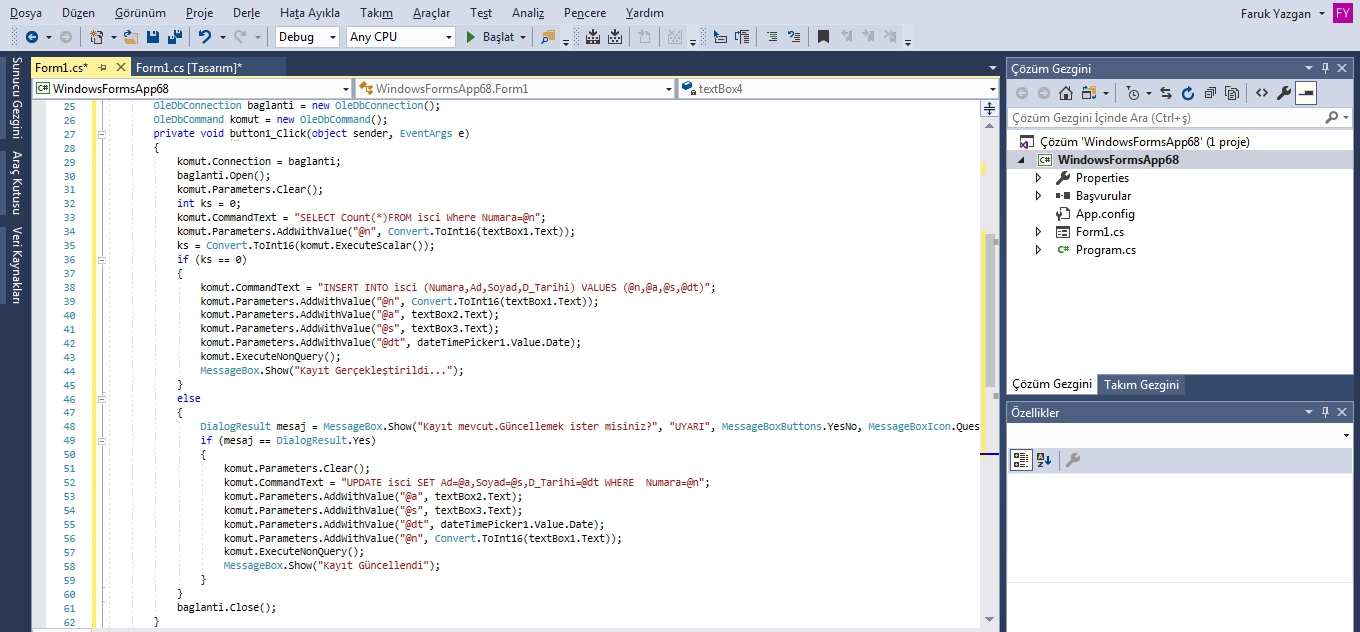 Dosya Düzen Görünüm Proje Derle Hata Ayıkla Takım Araçlar Test Analiz Pencere Yardım Faruk Yazgan FY
Debug Any CPU Başlat
Sunucu Gezgini
Araç Kutusu
Veri Kaynakları
Form1.cs* Form1.cs [Tasarım]*
C# WindowsFormsApp68 WindowsFormsApp68.Form1 textBox4
25 OleDbConnection baglanti = new OleDbConnection();
26 OleDbCommand komut = new OleDbCommand();
27 private void button1_Click(object sender, EventArgs e)
28 {
29 komut.Connection = baglanti;
30 baglanti.Open();
31 komut.Parameters.Clear();
32 int ks = 0;
33 komut.CommandText = "SELECT Count(*)FROM isci Where Numara=@n";
34 komut.Parameters.AddWithValue("@n", Convert.ToInt16(textBox1.Text));
35 ks = Convert.ToInt16(komut.ExecuteScalar());
36 if (ks == 0)
37 {
38 komut.CommandText = "INSERT INTO isci (Numara,Ad,Soyad,D_Tarihi) VALUES (@n,@a,@s,@dt)";
39 komut.Parameters.AddWithValue("@n", Convert.ToInt16(textBox1.Text));
40 komut.Parameters.AddWithValue("@a", textBox2.Text);
41 komut.Parameters.AddWithValue("@s", textBox3.Text);
42 komut.Parameters.AddWithValue("@dt", dateTimePicker1.Value.Date);
43 komut.ExecuteNonQuery();
44 MessageBox.Show("Kayıt Gerçekleştirildi...");
45 }
46 else
47 {
48 DialogResult mesaj = MessageBox.Show("Kayıt mevcut.Güncellemek ister misiniz?", "UYARI", MessageBoxButtons.YesNo, MessageBoxIcon.Ques
49 if (mesaj == DialogResult.Yes)
50 {
51 komut.Parameters.Clear();
52 komut.CommandText = "UPDATE isci SET Ad=@a,Soyad=@s,D_Tarihi=@dt WHERE  Numara=@n";
53 komut.Parameters.AddWithValue("@a", textBox2.Text);
54 komut.Parameters.AddWithValue("@s", textBox3.Text);
55 komut.Parameters.AddWithValue("@dt", dateTimePicker1.Value.Date);
56 komut.Parameters.AddWithValue("@n", Convert.ToInt16(textBox1.Text));
57 komut.ExecuteNonQuery();
58 MessageBox.Show("Kayıt Güncellendi");
59 }
60 }
61 baglanti.Close();
62 }
Çözüm Gezgini
Çözüm Gezgini İçinde Ara (Ctrl+ş)
Çözüm 'WindowsFormsApp68' (1 proje)
C# WindowsFormsApp68
Properties
Başvurular
App.config
Form1.cs
C# Program.cs
Çözüm Gezgini Takım Gezgini
Özellikler